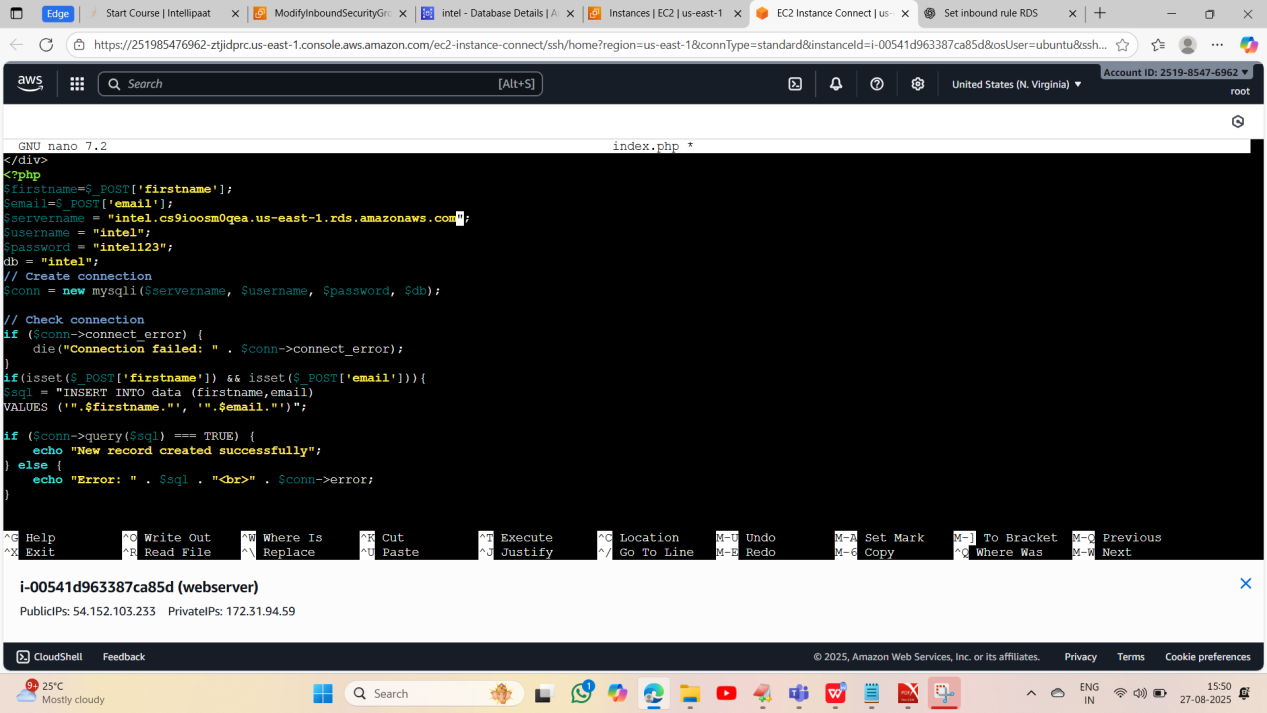 Edge
Start Course | Intellipaat
ModifyInboundSecurityGro
intel - Database Details | A
Instances | EC2 | us-east-1
EC2 Instance Connect | us-
Set inbound rule RDS
https://251985476962-ztjidprc.us-east-1.console.aws.amazon.com/ec2-instance-connect/ssh/home?region=us-east-1&connType=standard&instanceId=i-00541d963387ca85d&osUser=ubuntu&ssh...
aws
Search
[Alt+S]
United States (N. Virginia) ▼
Account ID: 2519-8547-6962 ▼
root
GNU nano 7.2 index.php *
</div>
<?php
$firstname=$_POST['firstname'];
$email=$_POST['email'];
$servername = "intel.cs9ioosm0qea.us-east-1.rds.amazonaws.com";
$username = "intel";
$password = "intel123";
db = "intel";
// Create connection
$conn = new mysqli($servername, $username, $password, $db);
// Check connection
if ($conn->connect_error) {
    die("Connection failed: " . $conn->connect_error);
}
if(isset($_POST['firstname']) && isset($_POST['email'])){
$sql = "INSERT INTO data (firstname,email)
VALUES ('".$firstname."', '".$email."')";
if ($conn->query($sql) === TRUE) {
    echo "New record created successfully";
} else {
    echo "Error: " . $sql . "<br>" . $conn->error;
}
^G Help ^O Write Out ^W Where Is ^K Cut ^T Execute ^C Location M-U Undo M-A Set Mark M-] To Bracket M-Q Previous
^X Exit ^R Read File ^\ Replace ^U Paste ^J Justify ^/ Go To Line M-E Redo M-6 Copy ^Q Where Was M-W Next
i-00541d963387ca85d (webserver)
PublicIPs: 54.152.103.233 PrivateIPs: 172.31.94.59
CloudShell
Feedback
© 2025, Amazon Web Services, Inc. or its affiliates.
Privacy
Terms
Cookie preferences
9+
25°C
Mostly cloudy
Search
1
ENG
IN
15:50
27-08-2025